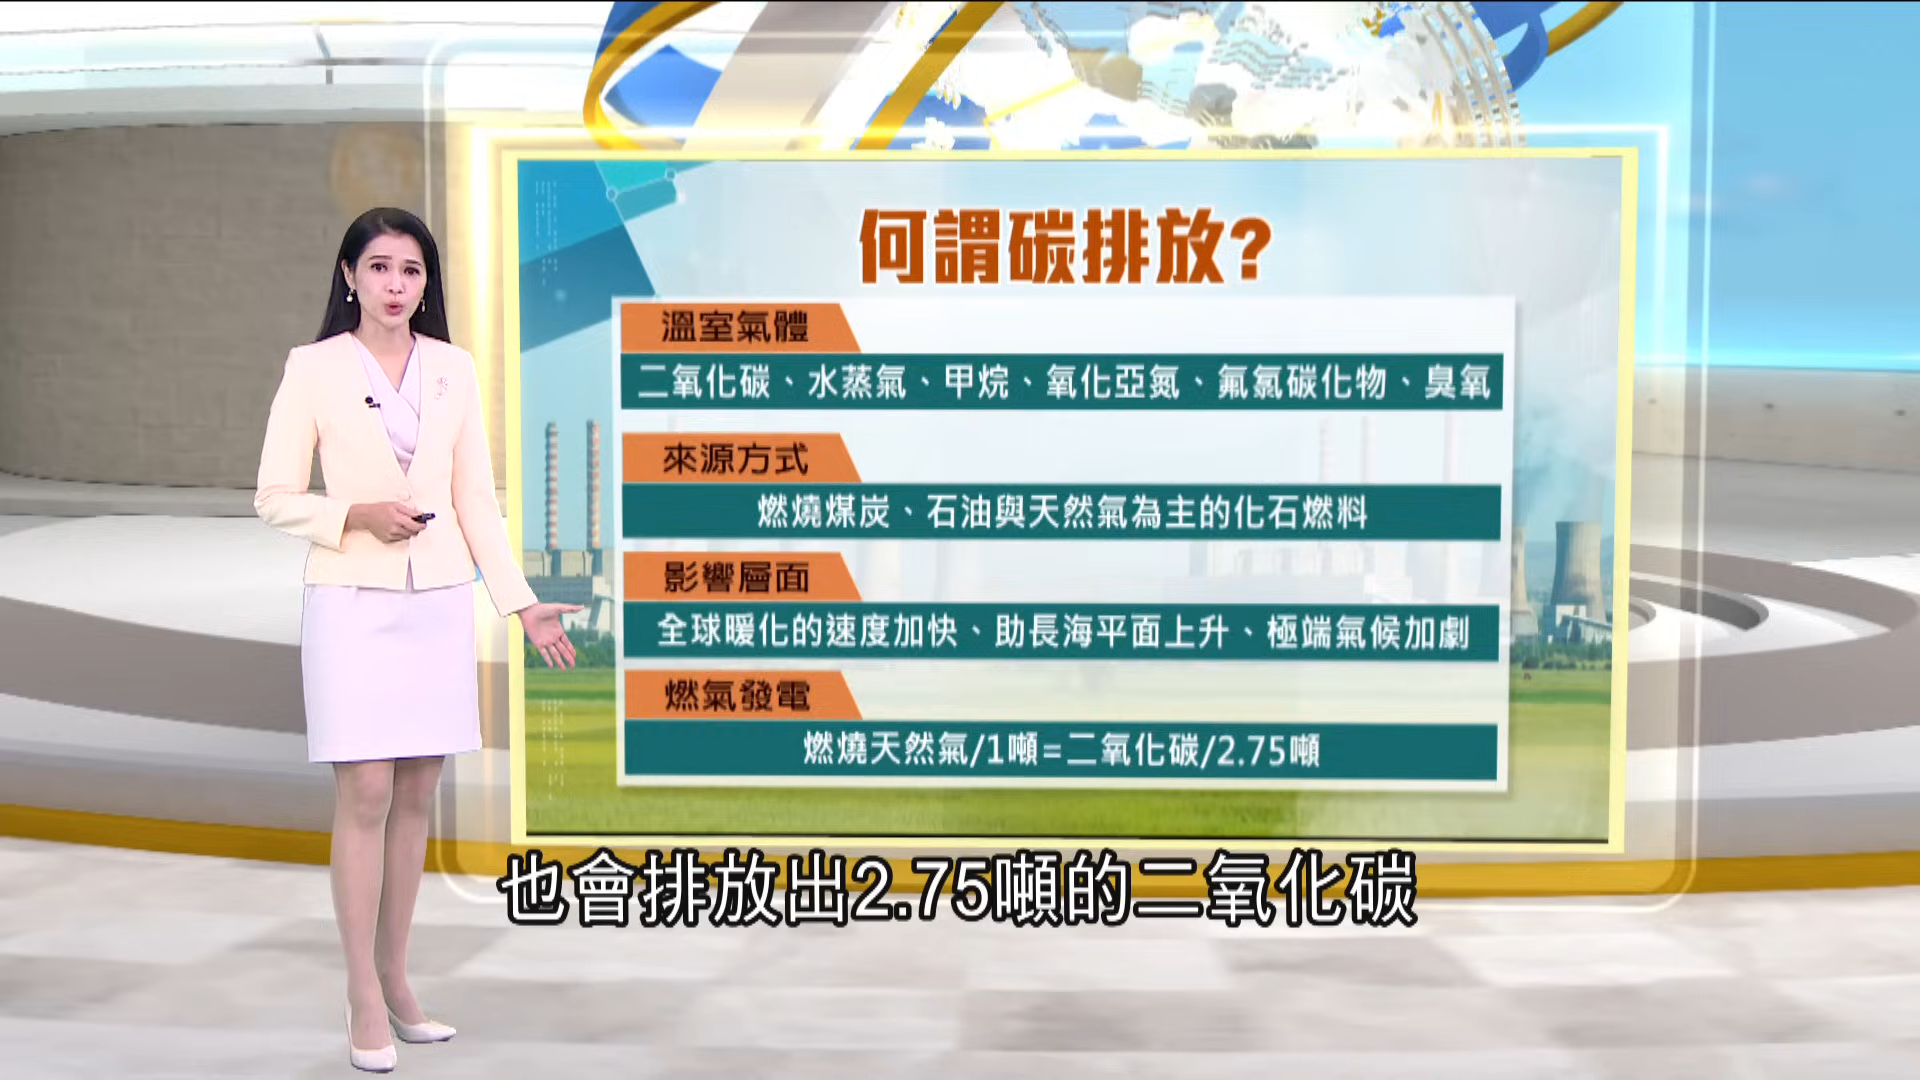 何謂碳排放?
溫室氣體
二氧化碳、水蒸氣、甲烷、氧化亞氮、氟氯碳化物、臭氧
來源方式
燃燒煤炭、石油與天然氣為主的化石燃料
影響層面
全球暖化的速度加快、助長海平面上升、極端氣候加劇
燃氣發電
燃燒天然氣/1噸=二氧化碳/2.75噸
也會排放出2.75噸的二氧化碳